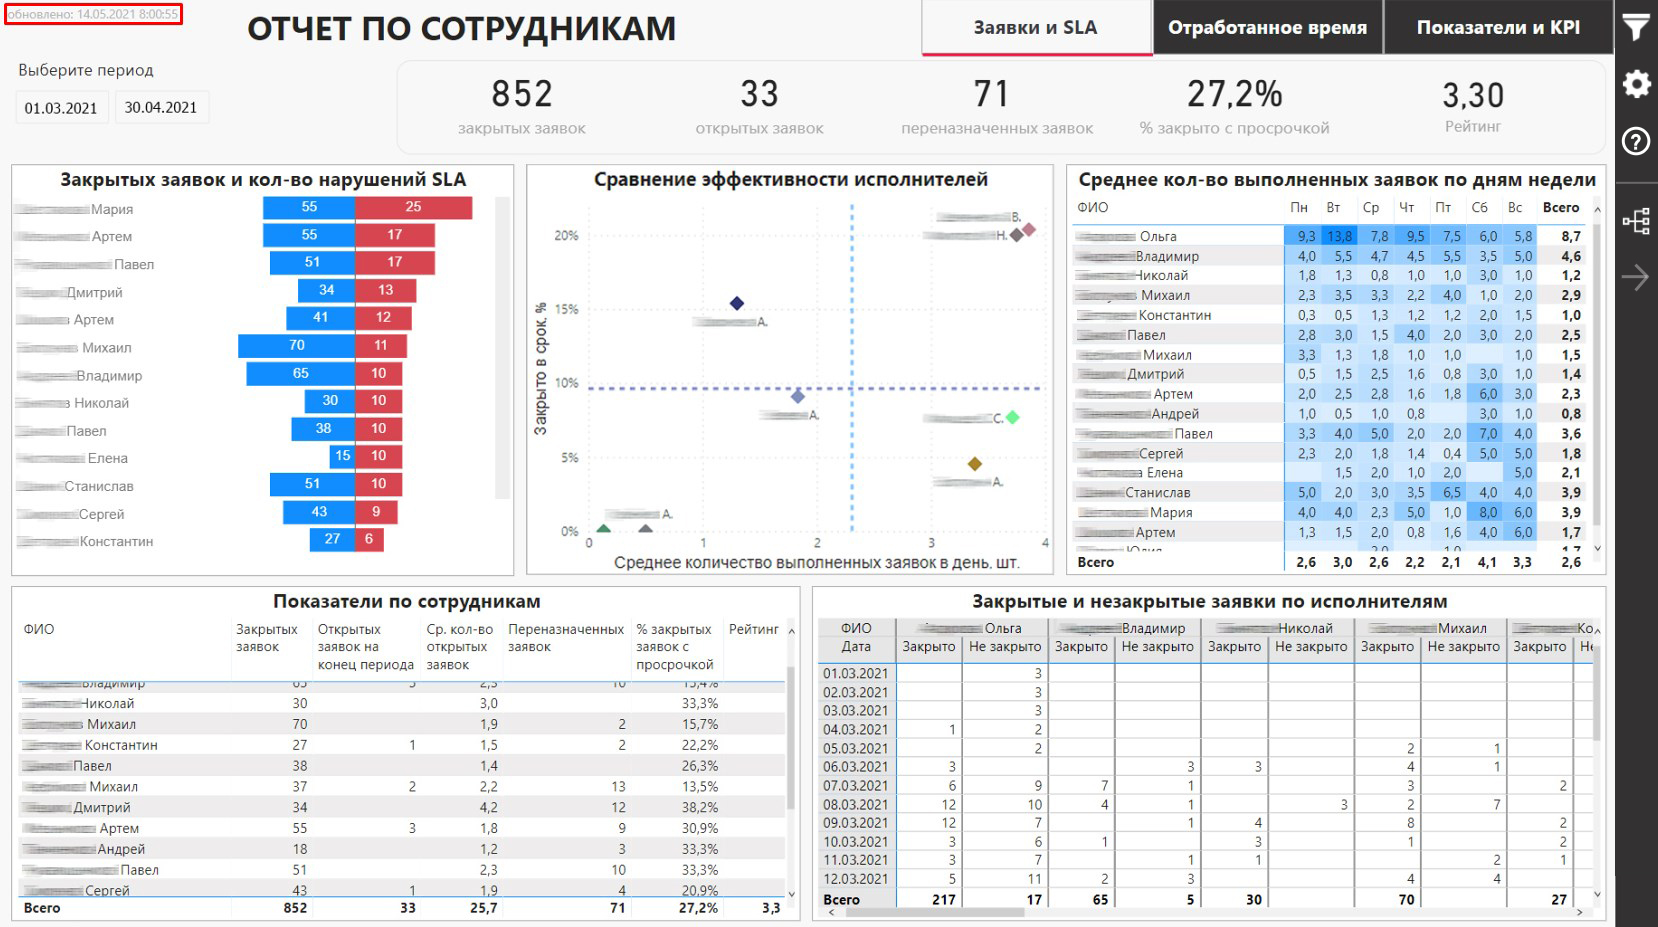 обновлено: 14.05.2021 8:00:55
ОТЧЕТ ПО СОТРУДНИКАМ
Заявки и SLA
Отработанное время
Показатели и KPI
Выберите период
01.03.2021 30.04.2021
852 33 71 27,2% 3,30
закрытых заявок открытых заявок переназначенных заявок % закрыто с просрочкой Рейтинг
Закрытых заявок и кол-во нарушений SLA
Мария 55 25
Артем 55 17
Павел 51 17
Дмитрий 34 13
Артем 41 12
Михаил 70 11
Владимир 65 10
Николай 30 10
Павел 38 10
Елена 15 10
Станислав 51 10
Сергей 43 9
Константин 27 6
Сравнение эффективности исполнителей
Закрыто в срок, %
20%
15%
10%
5%
0%
В.
Н.
А.
А.
С.
А.
А.
0 1 2 3 4
Среднее количество выполненных заявок в день, шт.
Среднее кол-во выполненных заявок по дням недели
ФИО Пн Вт Ср Чт Пт Сб Вс Всего
Ольга 9,3 13,8 7,8 9,5 7,5 6,0 5,8 8,7
Владимир 4,0 5,5 4,7 4,5 5,5 3,5 5,0 4,6
Николай 1,8 1,3 0,8 1,0 1,0 3,0 1,0 1,2
Михаил 2,3 3,5 3,3 2,2 4,0 1,0 2,0 2,9
Константин 0,3 0,5 1,3 1,2 1,2 2,0 1,5 1,0
Павел 2,8 3,0 1,5 4,0 2,0 3,0 2,0 2,5
Михаил 3,3 1,3 1,8 1,0 1,0 1,0 1,5
Дмитрий 0,5 1,5 2,5 1,6 0,8 3,0 1,0 1,4
Артем 2,0 2,5 2,8 1,6 1,8 6,0 3,0 2,3
Андрей 1,0 0,5 1,0 0,8 3,0 1,0 0,8
Павел 3,3 4,0 5,0 2,0 2,0 7,0 4,0 3,6
Сергей 2,3 2,0 1,8 1,4 0,4 5,0 5,0 1,8
Елена 1,5 2,0 1,0 2,0 5,0 2,1
Станислав 5,0 2,0 3,0 3,5 6,5 4,0 4,0 3,9
Мария 4,0 4,0 2,3 5,0 1,0 8,0 6,0 3,9
Артем 1,3 1,5 2,0 0,8 1,6 4,0 6,0 1,7
Всего 2,6 3,0 2,6 2,2 2,1 4,1 3,3 2,6
Показатели по сотрудникам
ФИО
Закрытых заявок
Открытых заявок на конец периода
Ср. кол-во открытых заявок
Переназначенных заявок
% закрытых заявок с просрочкой
Рейтинг
Владимир 65 5 2,3 10 15,4%
Николай 30 3,0 33,3%
Михаил 70 1,9 2 15,7%
Константин 27 1 1,5 2 22,2%
Павел 38 1,4 26,3%
Михаил 37 2 2,2 13 13,5%
Дмитрий 34 4,2 12 38,2%
Артем 55 3 1,8 9 30,9%
Андрей 18 1,2 3 33,3%
Павел 51 2,3 10 33,3%
Сергей 43 1 1,9 4 20,9%
Всего 852 33 25,7 71 27,2% 3,3
Закрытые и незакрытые заявки по исполнителям
ФИО Ольга Владимир Николай Михаил Ко
Дата Закрыто Не закрыто Закрыто Не закрыто Закрыто Не закрыто Закрыто Не закрыто Закрыто Не
01.03.2021 3
02.03.2021 3
03.03.2021 3
04.03.2021 1 2
05.03.2021 2 2 1
06.03.2021 3 3 3 4 1
07.03.2021 6 9 7 1 3 2
08.03.2021 12 10 4 1 3 2 7
09.03.2021 12 7 1 4 8 2
10.03.2021 3 6 1 3 1 2
11.03.2021 3 7 1 1 2 1
12.03.2021 5 11 2 3 4 4
Всего 217 17 65 5 30 70 27